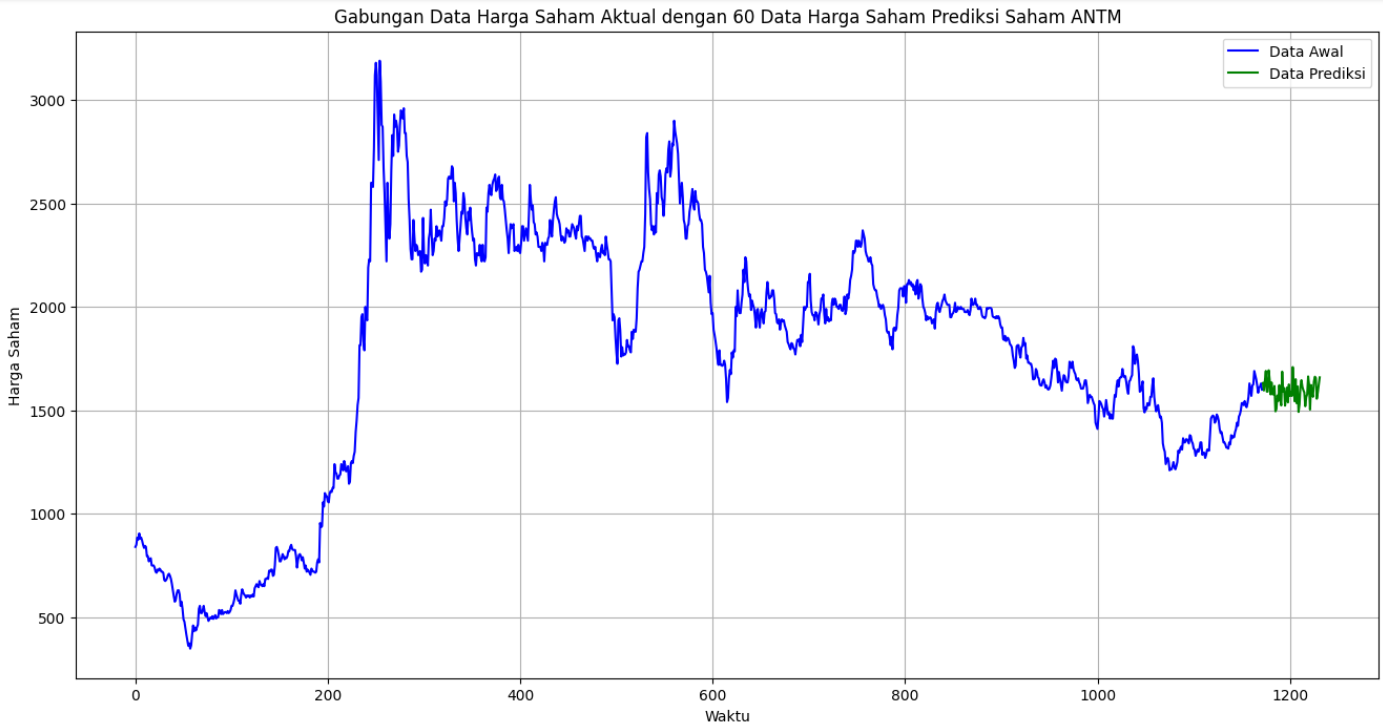 Gabungan Data Harga Saham Aktual dengan 60 Data Harga Saham Prediksi Saham ANTM
Data Awal
Data Prediksi
Harga Saham
3000
2500
2000
1500
1000
500
0 200 400 600 800 1000 1200
Waktu